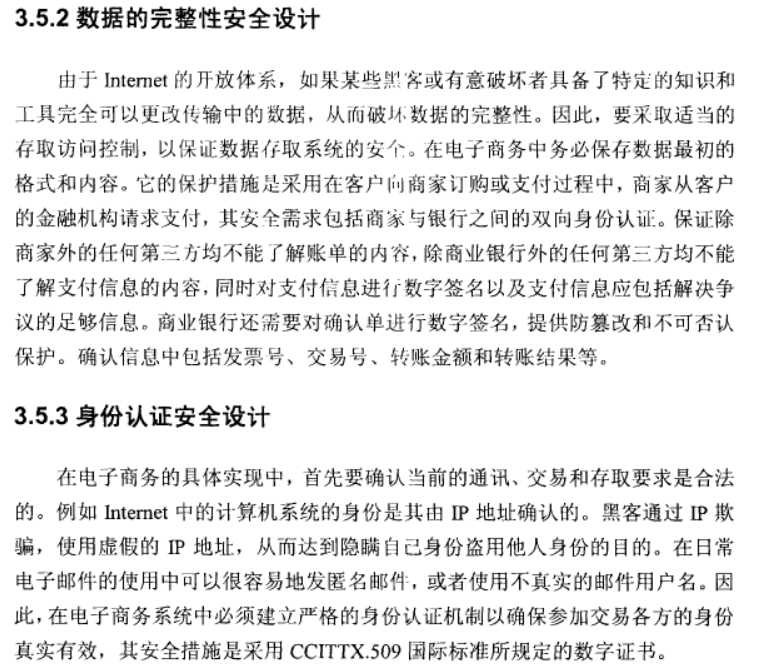 3.5.2 数据的完整性安全设计
由于 Internet 的开放体系，如果某些黑客或有意破坏者具备了特定的知识和
工具完全可以更改传输中的数据，从而破坏数据的完整性。因此，要采取适当的
存取访问控制，以保证数据存取系统的安全。在电子商务中务必保存数据最初的
格式和内容。它的保护措施是采用在客户向商家订购或支付过程中，商家从客户
的金融机构请求支付，其安全需求包括商家与银行之间的双向身份认证。保证除
商家外的任何第三方均不能了解账单的内容，除商业银行外的任何第三方均不能
了解支付信息的内容，同时对支付信息进行数字签名以及支付信息应包括解决争
议的足够信息。商业银行还需要对确认单进行数字签名，提供防篡改和不可否认
保护。确认信息中包括发票号、交易号、转账金额和转账结果等。
3.5.3 身份认证安全设计
在电子商务的具体实现中，首先要确认当前的通讯、交易和存取要求是合法
的。例如 Internet 中的计算机系统的身份是其由 IP 地址确认的。黑客通过 IP 欺
骗，使用虚假的 IP 地址，从而达到隐瞒自己身份盗用他人身份的目的。在日常
电子邮件的使用中可以很容易地发匿名邮件，或者使用不真实的邮件用户名。因
此，在电子商务系统中必须建立严格的身份认证机制以确保参加交易各方的身份
真实有效，其安全措施是采用 CCITTX.509 国际标准所规定的数字证书。